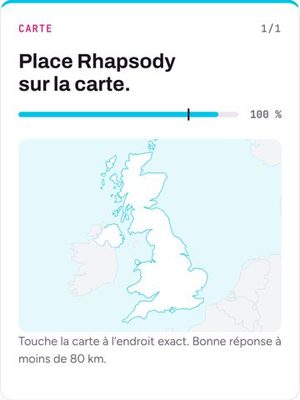 CARTE
1/1
Place Rhapsody
sur la carte.
100 %
Touche la carte à l’endroit exact. Bonne réponse à
moins de 80 km.